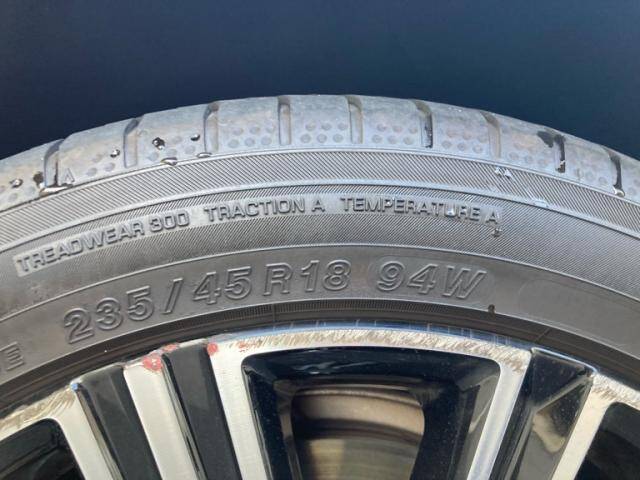 TREADWEAR 300 TRACTION A TEMPERATURE A
E 235/45R18 94W